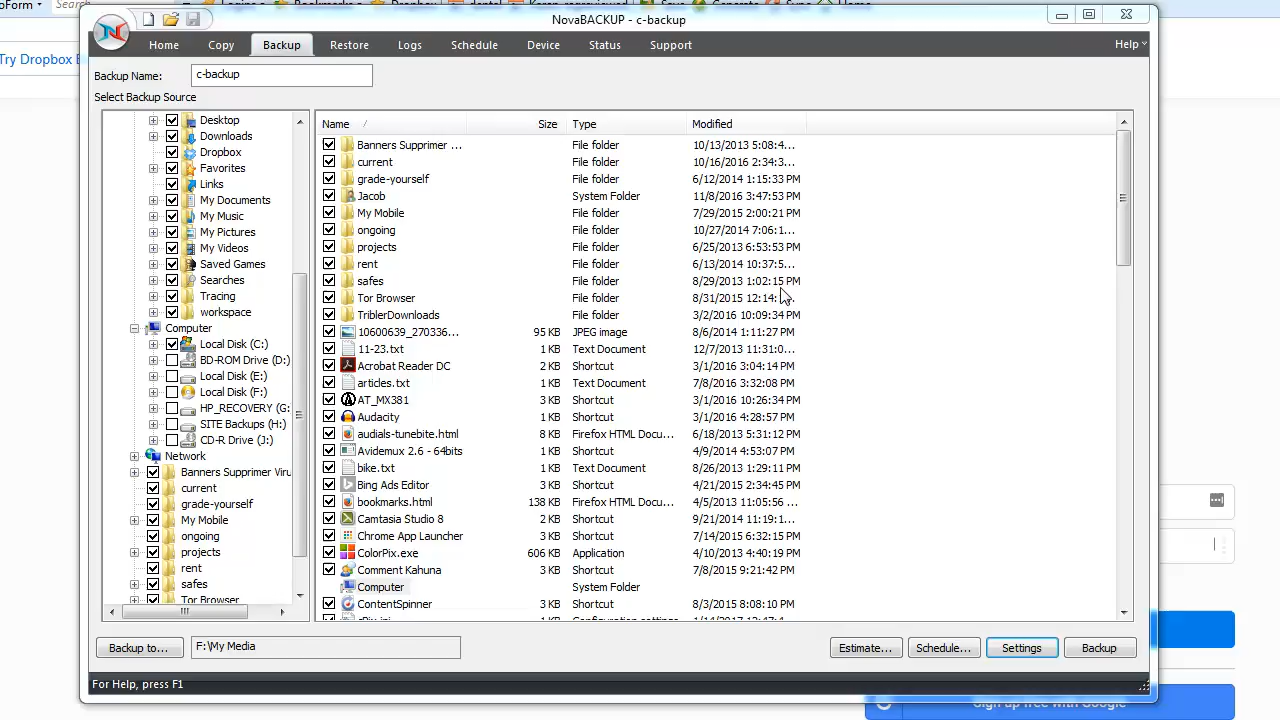 oForm
Search
NovaBACKUP - c-backup
Home Copy Backup Restore Logs Schedule Device Status Support Help
Try Dropbox
Backup Name: c-backup
Select Backup Source
Desktop
Downloads
Dropbox
Favorites
Links
My Documents
My Music
My Pictures
My Videos
Saved Games
Searches
Tracing
workspace
Computer
Local Disk (C:)
BD-ROM Drive (D:)
Local Disk (E:)
Local Disk (F:)
HP_RECOVERY (G:
SITE Backups (H:)
CD-R Drive (J:)
Network
Banners Supprimer Viru
current
grade-yourself
My Mobile
ongoing
projects
rent
safes
Tor Browser
Name / Size Type Modified
Banners Supprimer ... File folder 10/13/2013 5:08:4...
current File folder 10/16/2016 2:34:3...
grade-yourself File folder 6/12/2014 1:15:33 PM
Jacob System Folder 11/8/2016 3:47:53 PM
My Mobile File folder 7/29/2015 2:00:21 PM
ongoing File folder 10/27/2014 7:06:1...
projects File folder 6/25/2013 6:53:53 PM
rent File folder 6/13/2014 10:37:5...
safes File folder 8/29/2013 1:02:15 PM
Tor Browser File folder 8/31/2015 12:14:...
TriblerDownloads File folder 3/2/2016 10:09:34 PM
10600639_270336... 95 KB JPEG image 8/6/2014 1:11:27 PM
11-23.txt 1 KB Text Document 12/7/2013 11:31:0...
Acrobat Reader DC 2 KB Shortcut 3/1/2016 3:04:14 PM
articles.txt 1 KB Text Document 7/8/2016 3:32:08 PM
AT_MX381 3 KB Shortcut 3/1/2016 10:26:34 PM
Audacity 1 KB Shortcut 3/1/2016 4:28:57 PM
audials-tunebite.html 8 KB Firefox HTML Docu... 6/18/2013 5:31:12 PM
Avidemux 2.6 - 64bits 1 KB Shortcut 4/9/2014 4:53:07 PM
bike.txt 1 KB Text Document 8/26/2013 1:29:11 PM
Bing Ads Editor 3 KB Shortcut 4/21/2015 2:34:45 PM
bookmarks.html 138 KB Firefox HTML Docu... 4/5/2013 11:05:56 ...
Camtasia Studio 8 2 KB Shortcut 9/21/2014 11:19:1...
Chrome App Launcher 3 KB Shortcut 7/14/2015 6:32:15 PM
ColorPix.exe 606 KB Application 4/10/2013 4:40:19 PM
Comment Kahuna 3 KB Shortcut 7/8/2015 9:21:42 PM
Computer System Folder
ContentSpinner 3 KB Shortcut 8/3/2015 8:08:10 PM
Backup to... F:\My Media Estimate... Schedule... Settings Backup
For Help, press F1
Sign up free with Google